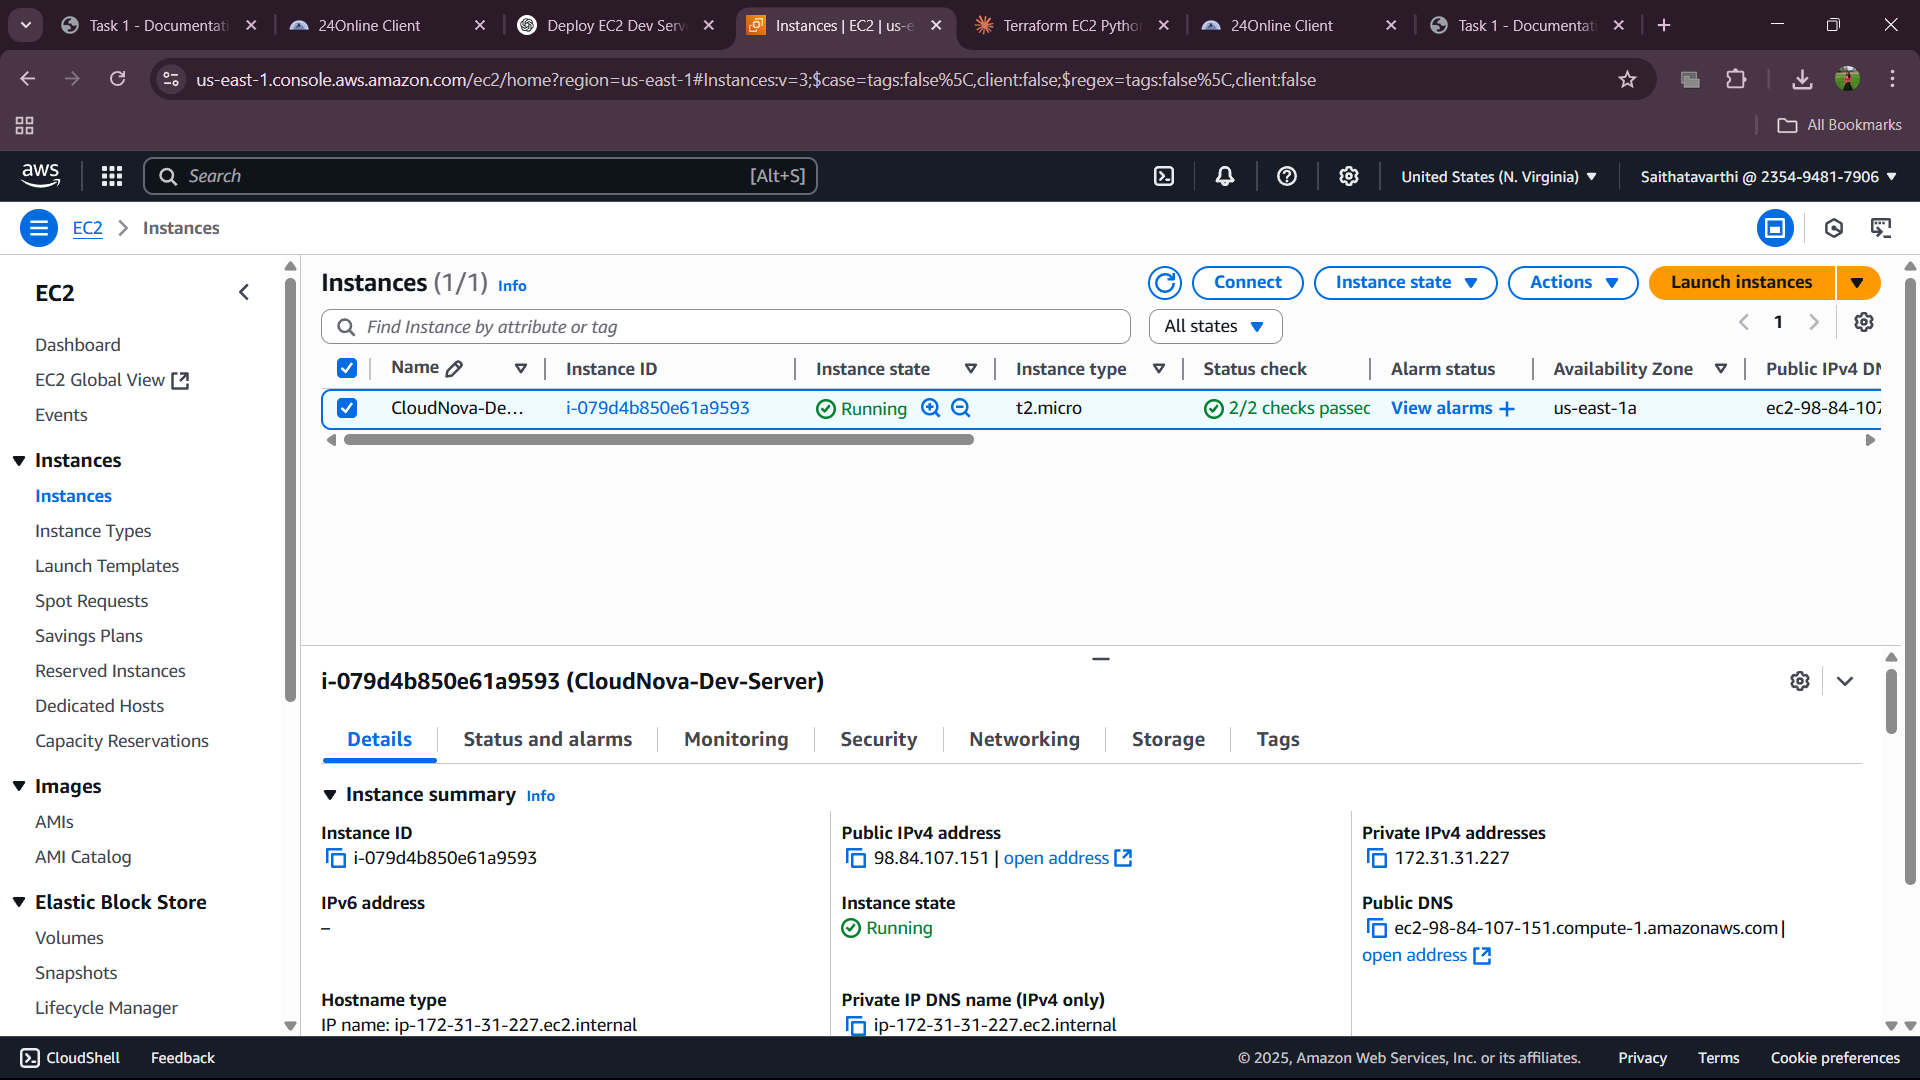 Task 1 - Documentati
24Online Client
Deploy EC2 Dev Serv
Instances | EC2 | us-e
Terraform EC2 Pytho
24Online Client
Task 1 - Documentati
us-east-1.console.aws.amazon.com/ec2/home?region=us-east-1#Instances:v=3;$case=tags:false%5C,client:false;$regex=tags:false%5C,client:false
All Bookmarks
aws
Search
[Alt+S]
United States (N. Virginia)
Saithatavarthi @ 2354-9481-7906
EC2 > Instances
EC2
Dashboard
EC2 Global View
Events
Instances
Instances
Instance Types
Launch Templates
Spot Requests
Savings Plans
Reserved Instances
Dedicated Hosts
Capacity Reservations
Images
AMIs
AMI Catalog
Elastic Block Store
Volumes
Snapshots
Lifecycle Manager
Instances (1/1) Info
Connect
Instance state
Actions
Launch instances
Find Instance by attribute or tag
All states
1
Name
Instance ID
Instance state
Instance type
Status check
Alarm status
Availability Zone
Public IPv4 DN
CloudNova-De...
i-079d4b850e61a9593
Running
t2.micro
2/2 checks passed
View alarms +
us-east-1a
ec2-98-84-107
i-079d4b850e61a9593 (CloudNova-Dev-Server)
Details
Status and alarms
Monitoring
Security
Networking
Storage
Tags
Instance summary Info
Instance ID
i-079d4b850e61a9593
Public IPv4 address
98.84.107.151 | open address
Private IPv4 addresses
172.31.31.227
IPv6 address
–
Instance state
Running
Public DNS
ec2-98-84-107-151.compute-1.amazonaws.com |
open address
Hostname type
IP name: ip-172-31-31-227.ec2.internal
Private IP DNS name (IPv4 only)
ip-172-31-31-227.ec2.internal
CloudShell
Feedback
© 2025, Amazon Web Services, Inc. or its affiliates.
Privacy
Terms
Cookie preferences